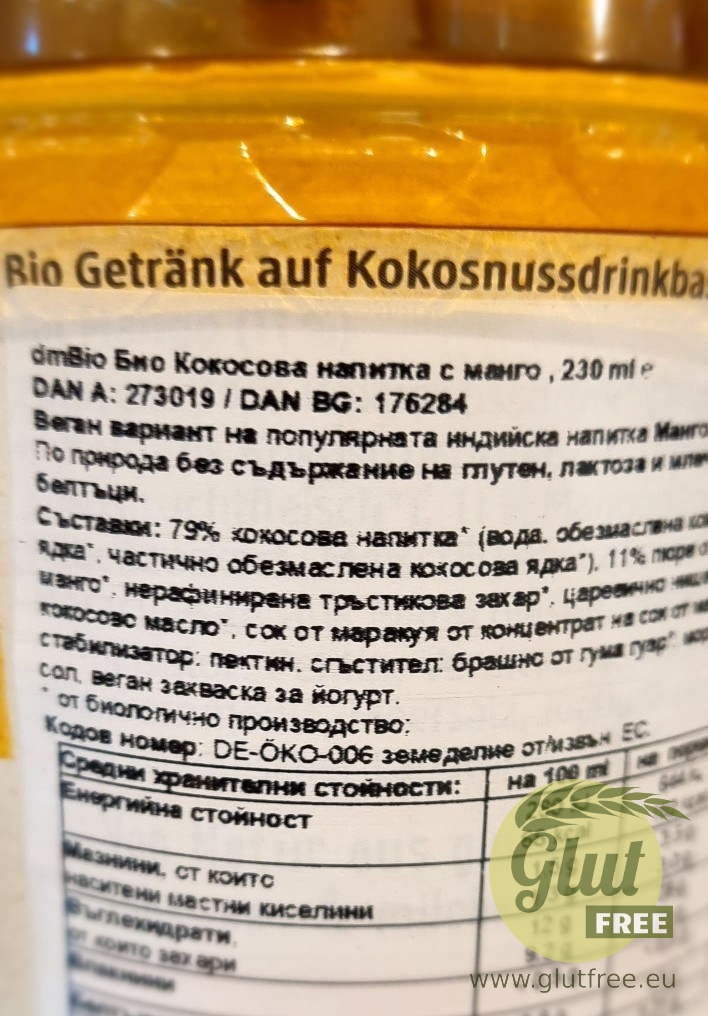 Bio Getränk auf Kokosnussdrinkbas
dmBio Био Кокосова напитка с манго , 230 ml e
DAN A: 273019 / DAN BG: 176284
Веган вариант на популярната индийска напитка Манго
По природа без съдържание на глутен, лактоза и
белтъци.
Съставки: 79% кокосова напитка* (вода, обезмаслена
ядка*, частично обезмаслена кокосова ядка*), 11% пюре
манго*, нерафинирана тръстикова захар*, царевично
кокосово масло*, сок от маракуя от концентрат на сок от
стабилизатор: пектин, сгъстител: брашно от гума гуар*,
сол, веган закваска за йогурт.
* от биологично производство;
Кодов номер: DE-ÖKO-006 земеделие от/извън ЕС.
Средни хранителни стойности: на 100 ml на
Енергийна стойност
Мазнини, от които
наситени мастни киселини
Въглехидрати, 12 g
от които захари
Glut
FREE
www.glutfree.eu